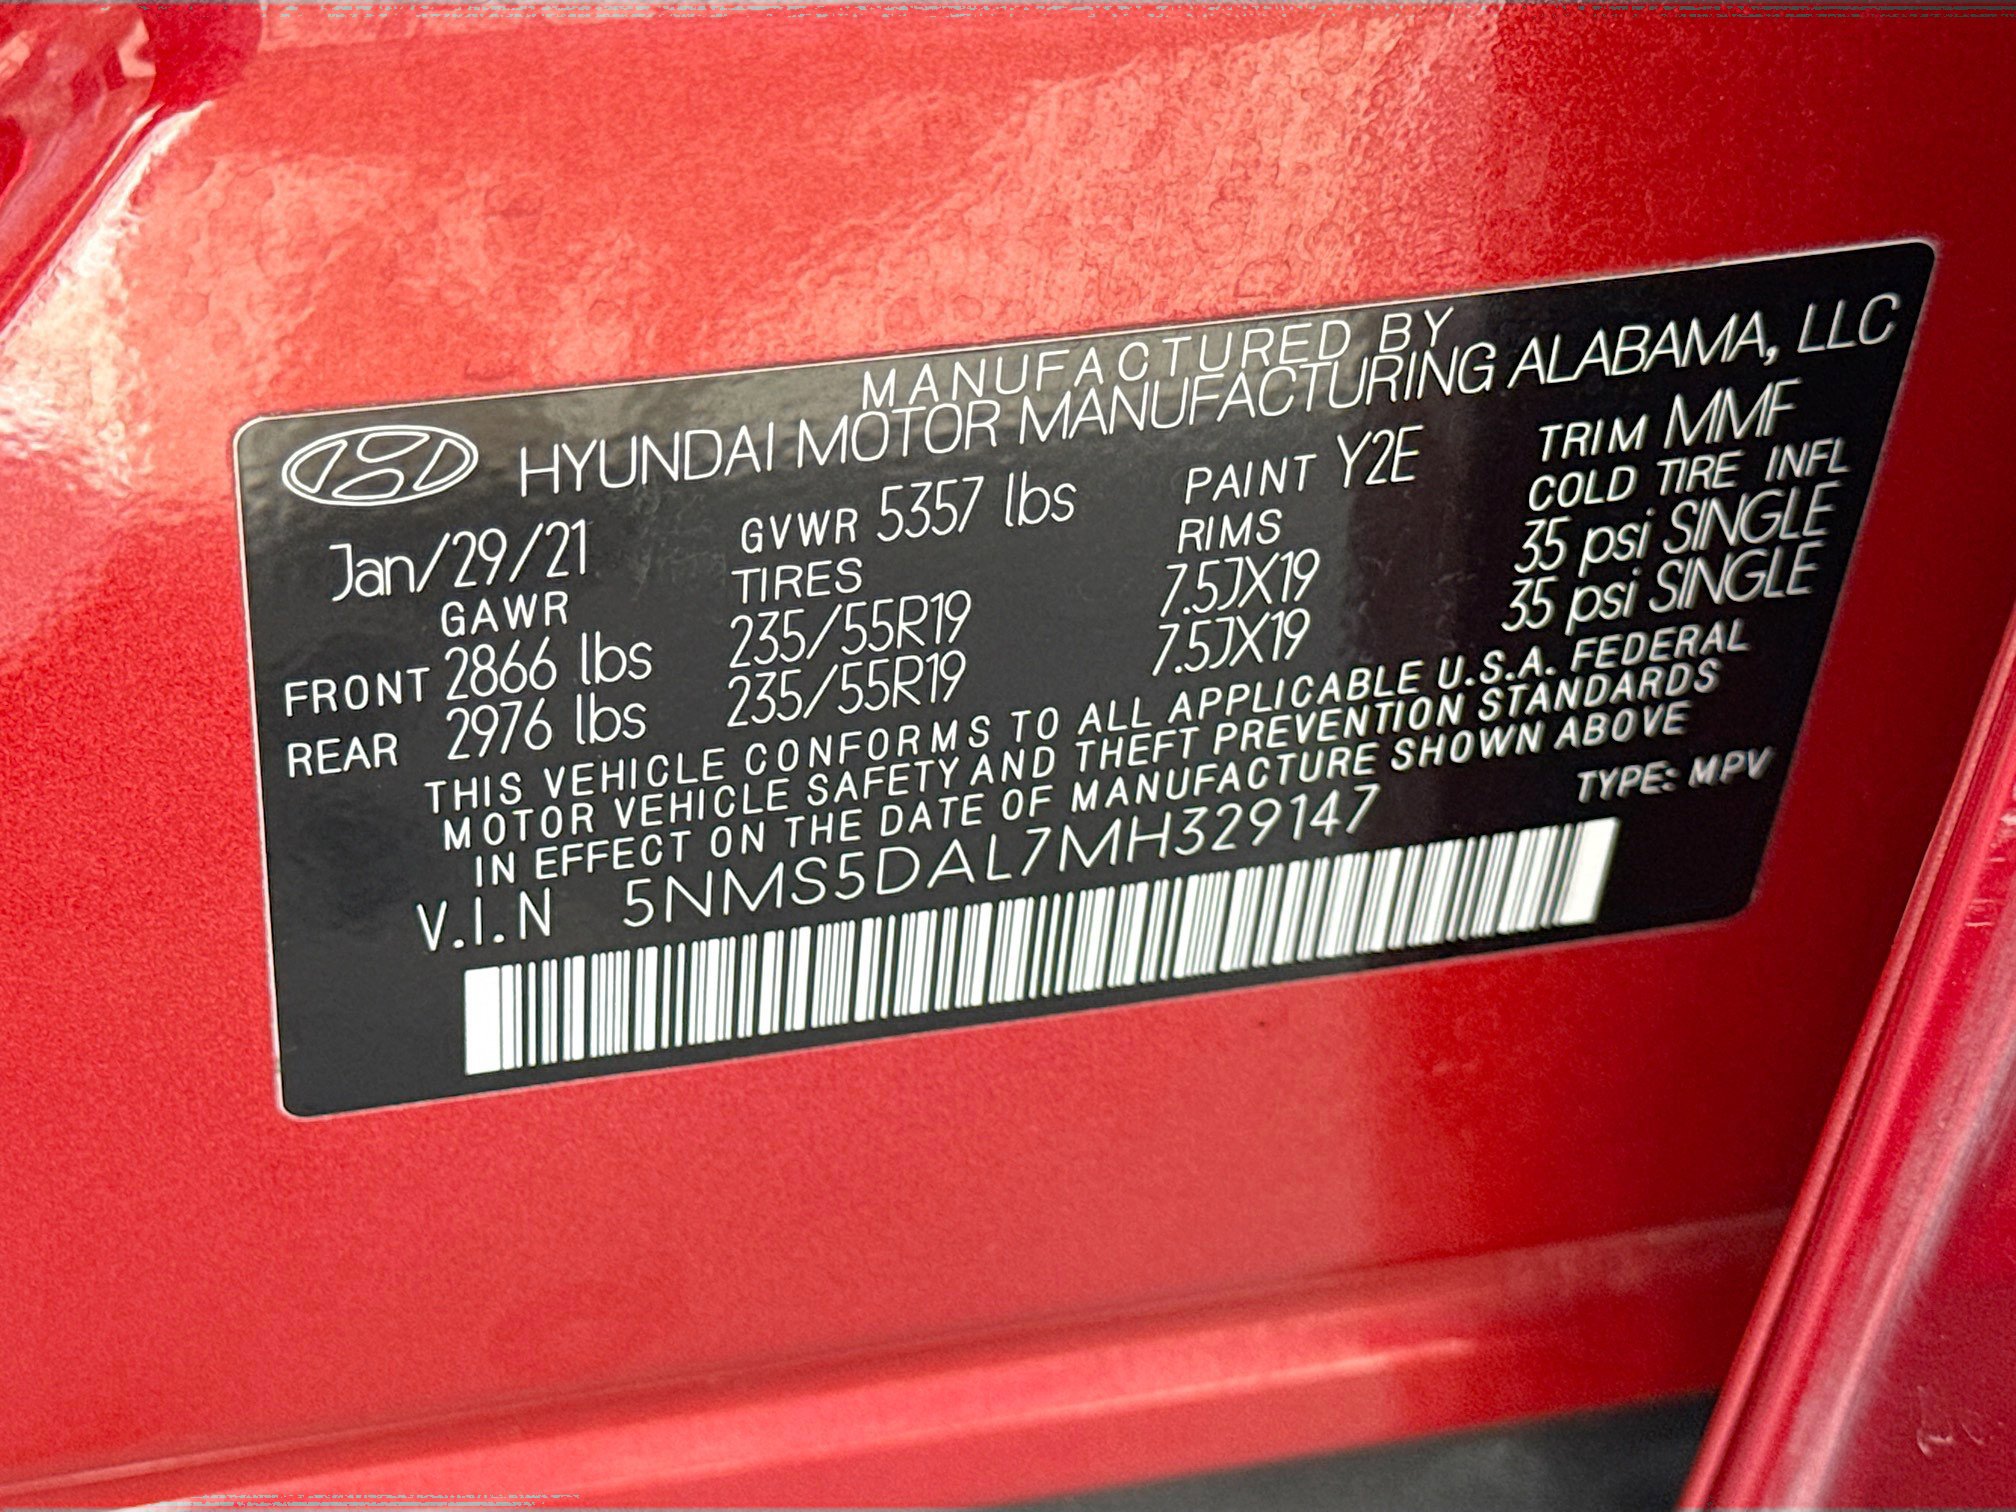 MANUFACTURED BY
HYUNDAI MOTOR MANUFACTURING ALABAMA, LLC
Jan/29/21 GVWR 5357 lbs PAINT Y2E TRIM MMF
GAWR TIRES RIMS COLD TIRE INFL
FRONT 2866 lbs 235/55R19 7.5JX19 35 psi SINGLE
REAR 2976 lbs 235/55R19 7.5JX19 35 psi SINGLE
THIS VEHICLE CONFORMS TO ALL APPLICABLE U.S.A. FEDERAL
MOTOR VEHICLE SAFETY AND THEFT PREVENTION STANDARDS
IN EFFECT ON THE DATE OF MANUFACTURE SHOWN ABOVE
V.I.N 5NMS5DAL7MH329147 TYPE: MPV